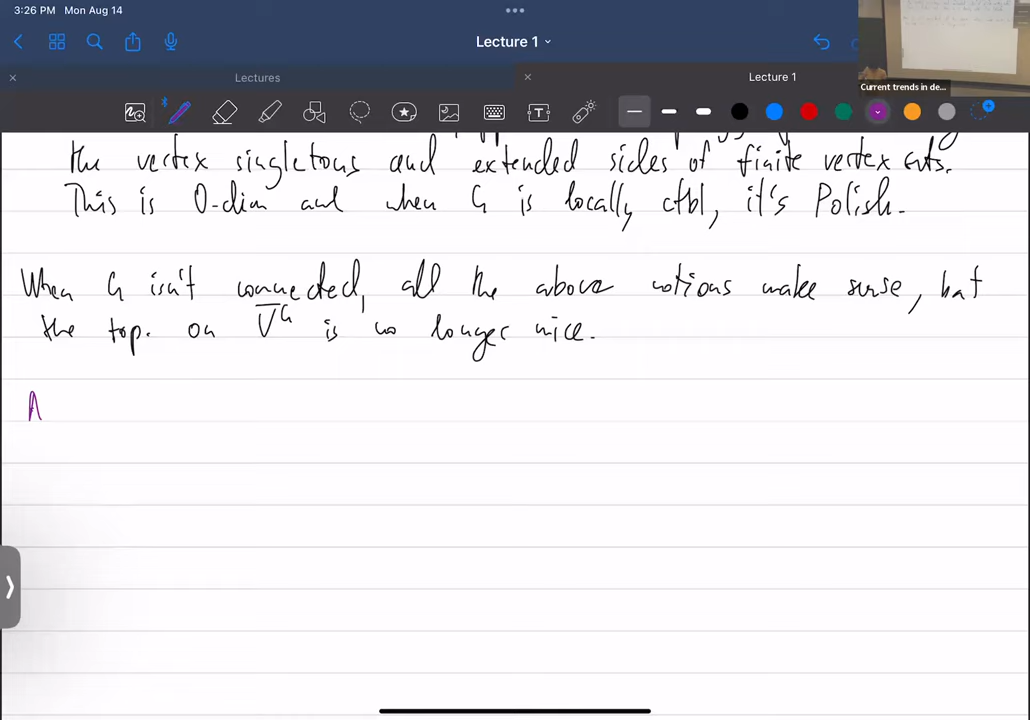 3:26 PM Mon Aug 14
Lecture 1
Lectures
Lecture 1
Current trends in de...
the vertex singletons and extended sides of finite vertex cuts.
This is 0-dim and when G is locally ctbl, it's Polish.
When G isn't connected, all the above notions make sense, but
the top. on V̅ᴳ is no longer nice.
A